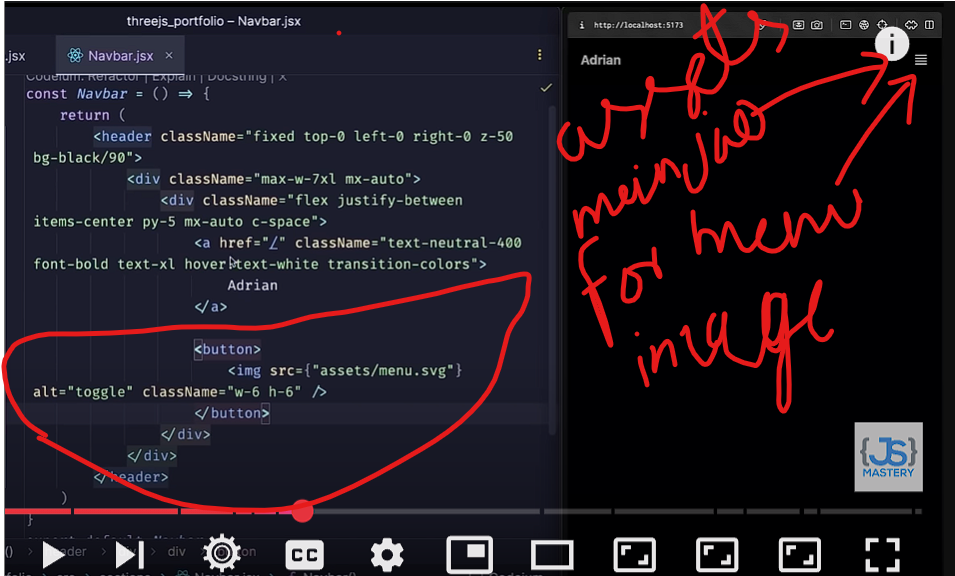 threejs_portfolio – Navbar.jsx
.jsx
Navbar.jsx ×
Codeium: Refactor | Explain | Docstring | X
const Navbar = () => {
return (
<header className="fixed top-0 left-0 right-0 z-50
bg-black/90">
<div className="max-w-7xl mx-auto">
<div className="flex justify-between
items-center py-5 mx-auto c-space">
<a href="/" className="text-neutral-400
font-bold text-xl hover:text-white transition-colors">
Adrian
</a>
<button>
<img src={"assets/menu.svg"}
alt="toggle" className="w-6 h-6" />
</button>
</div>
</div>
</header>
)
}
http://localhost:5173
Adrian
i
mein
for menu
image
{JS}
MASTERY
CC